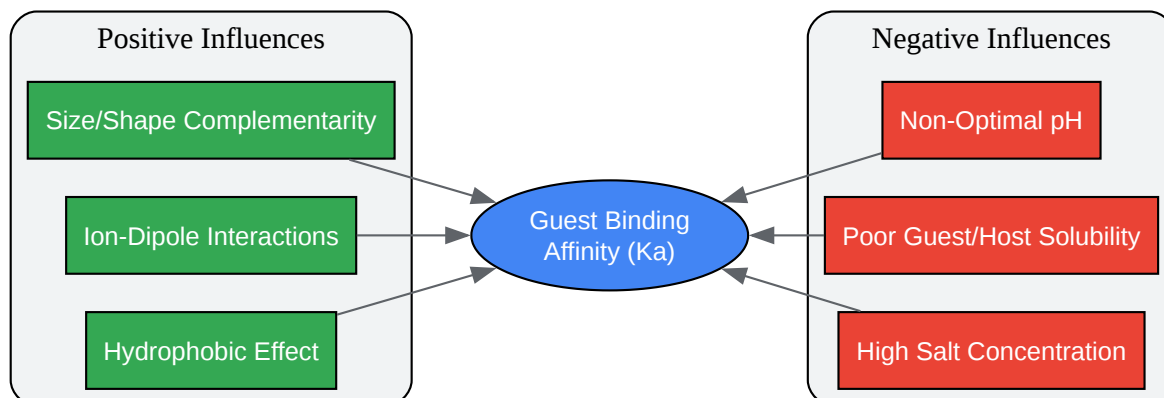 Positive Influences
Size/Shape Complementarity
Ion-Dipole Interactions
Hydrophobic Effect
Guest Binding
Affinity (Ka)
Negative Influences
Non-Optimal pH
Poor Guest/Host Solubility
High Salt Concentration